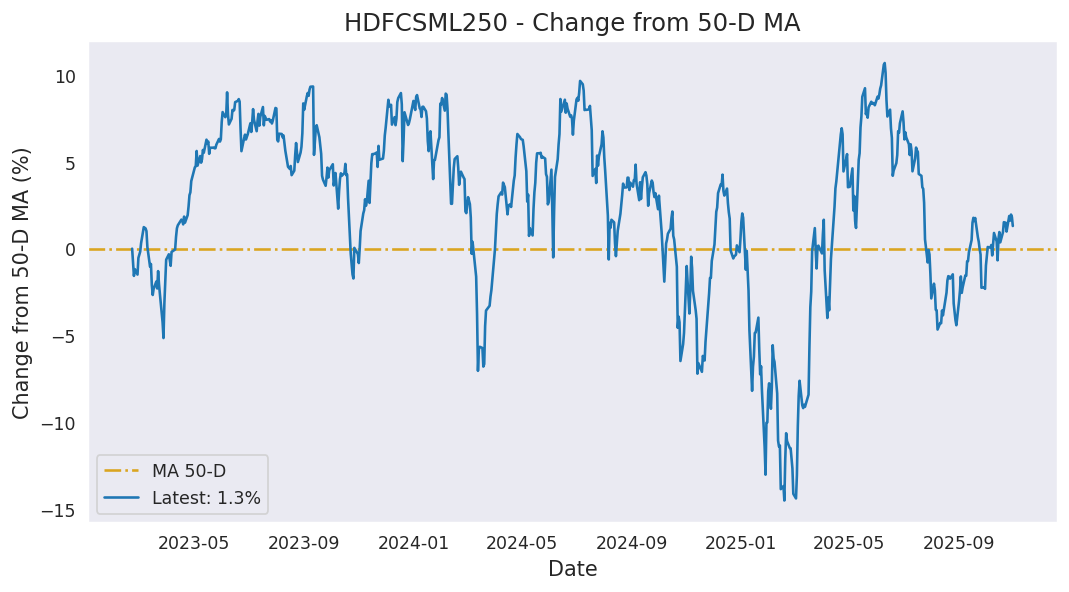 HDFCSML250 - Change from 50-D MA
Change from 50-D MA (%)
10
5
0
−5
−10
−15
MA 50-D
Latest: 1.3%
2023-05 2023-09 2024-01 2024-05 2024-09 2025-01 2025-05 2025-09
Date